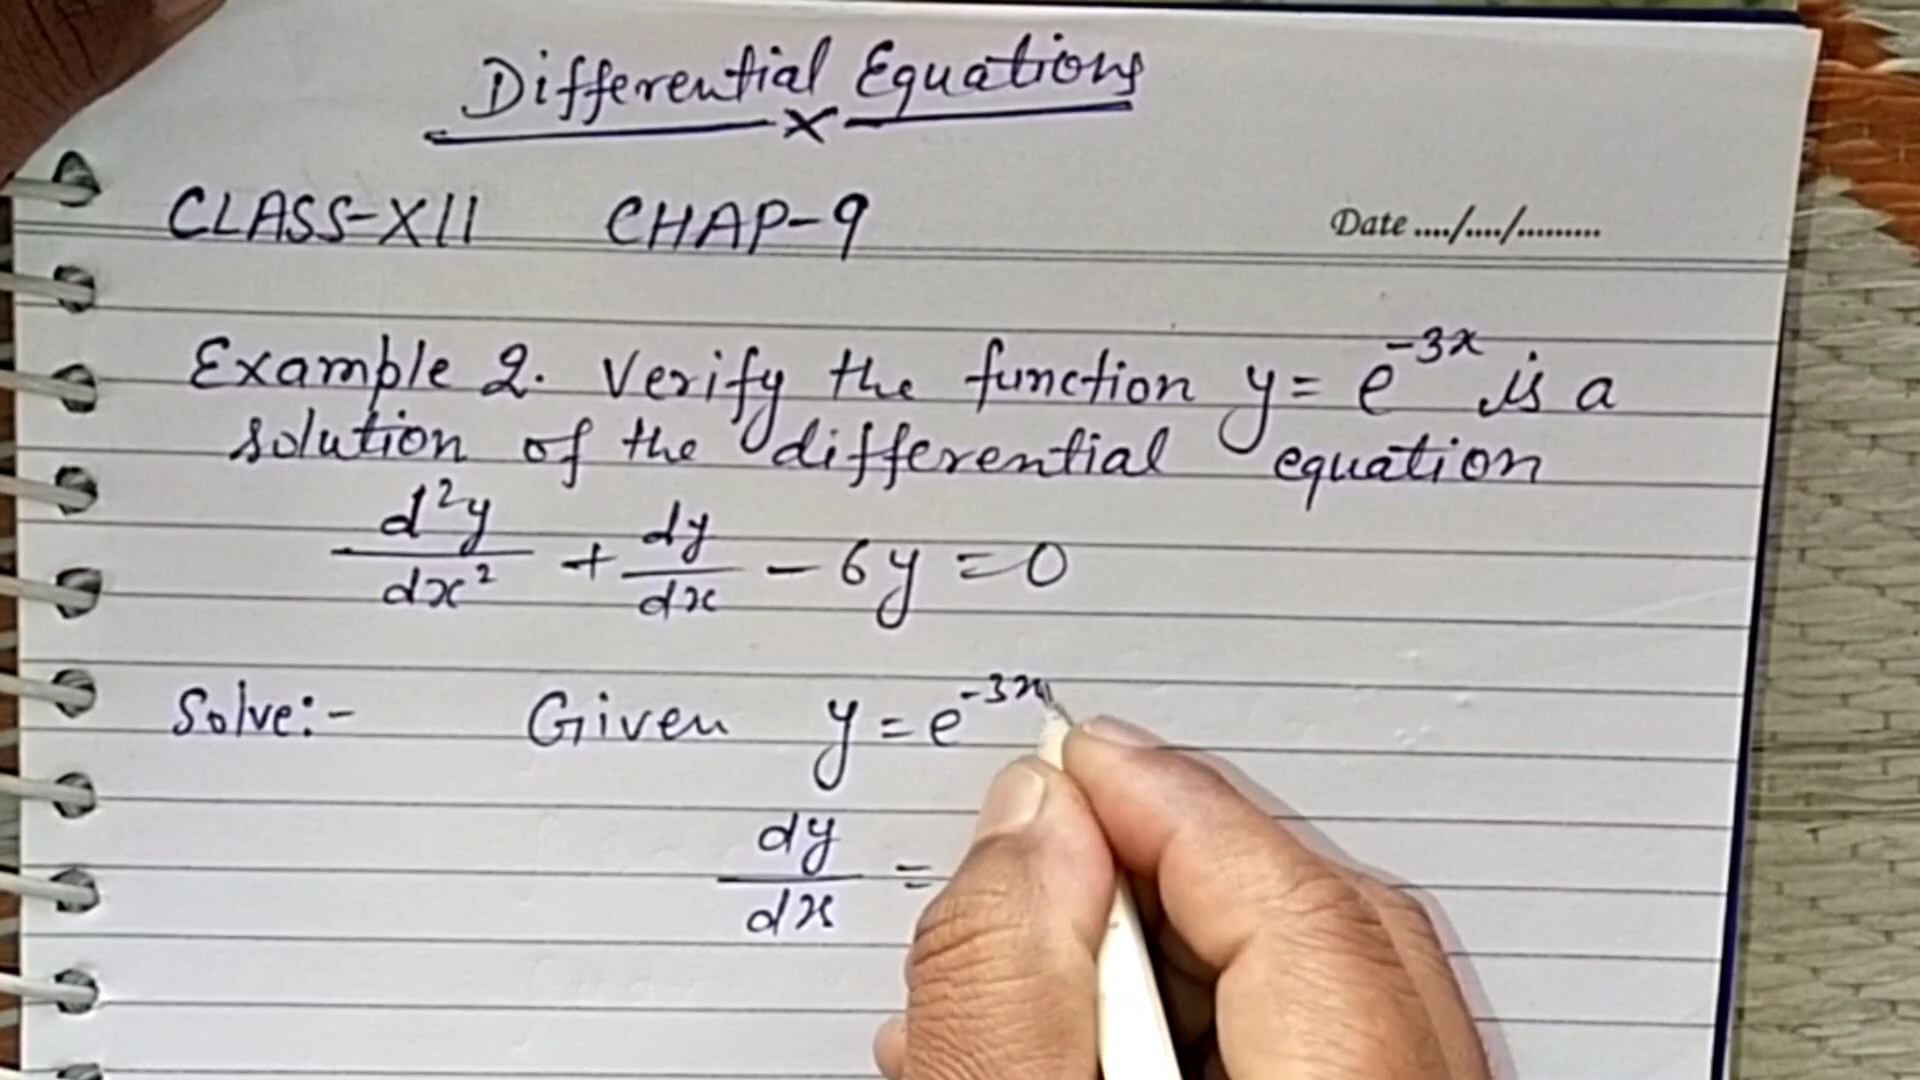 Differential Equations
x
CLASS-XII CHAP-9
Date ..../..../.........
Example 2. Verify the function y = e^{-3x} is a
solution of the differential equation
d²y/dx² + dy/dx - 6y = 0
Solve:- Given y = e^{-3x}
dy/dx =